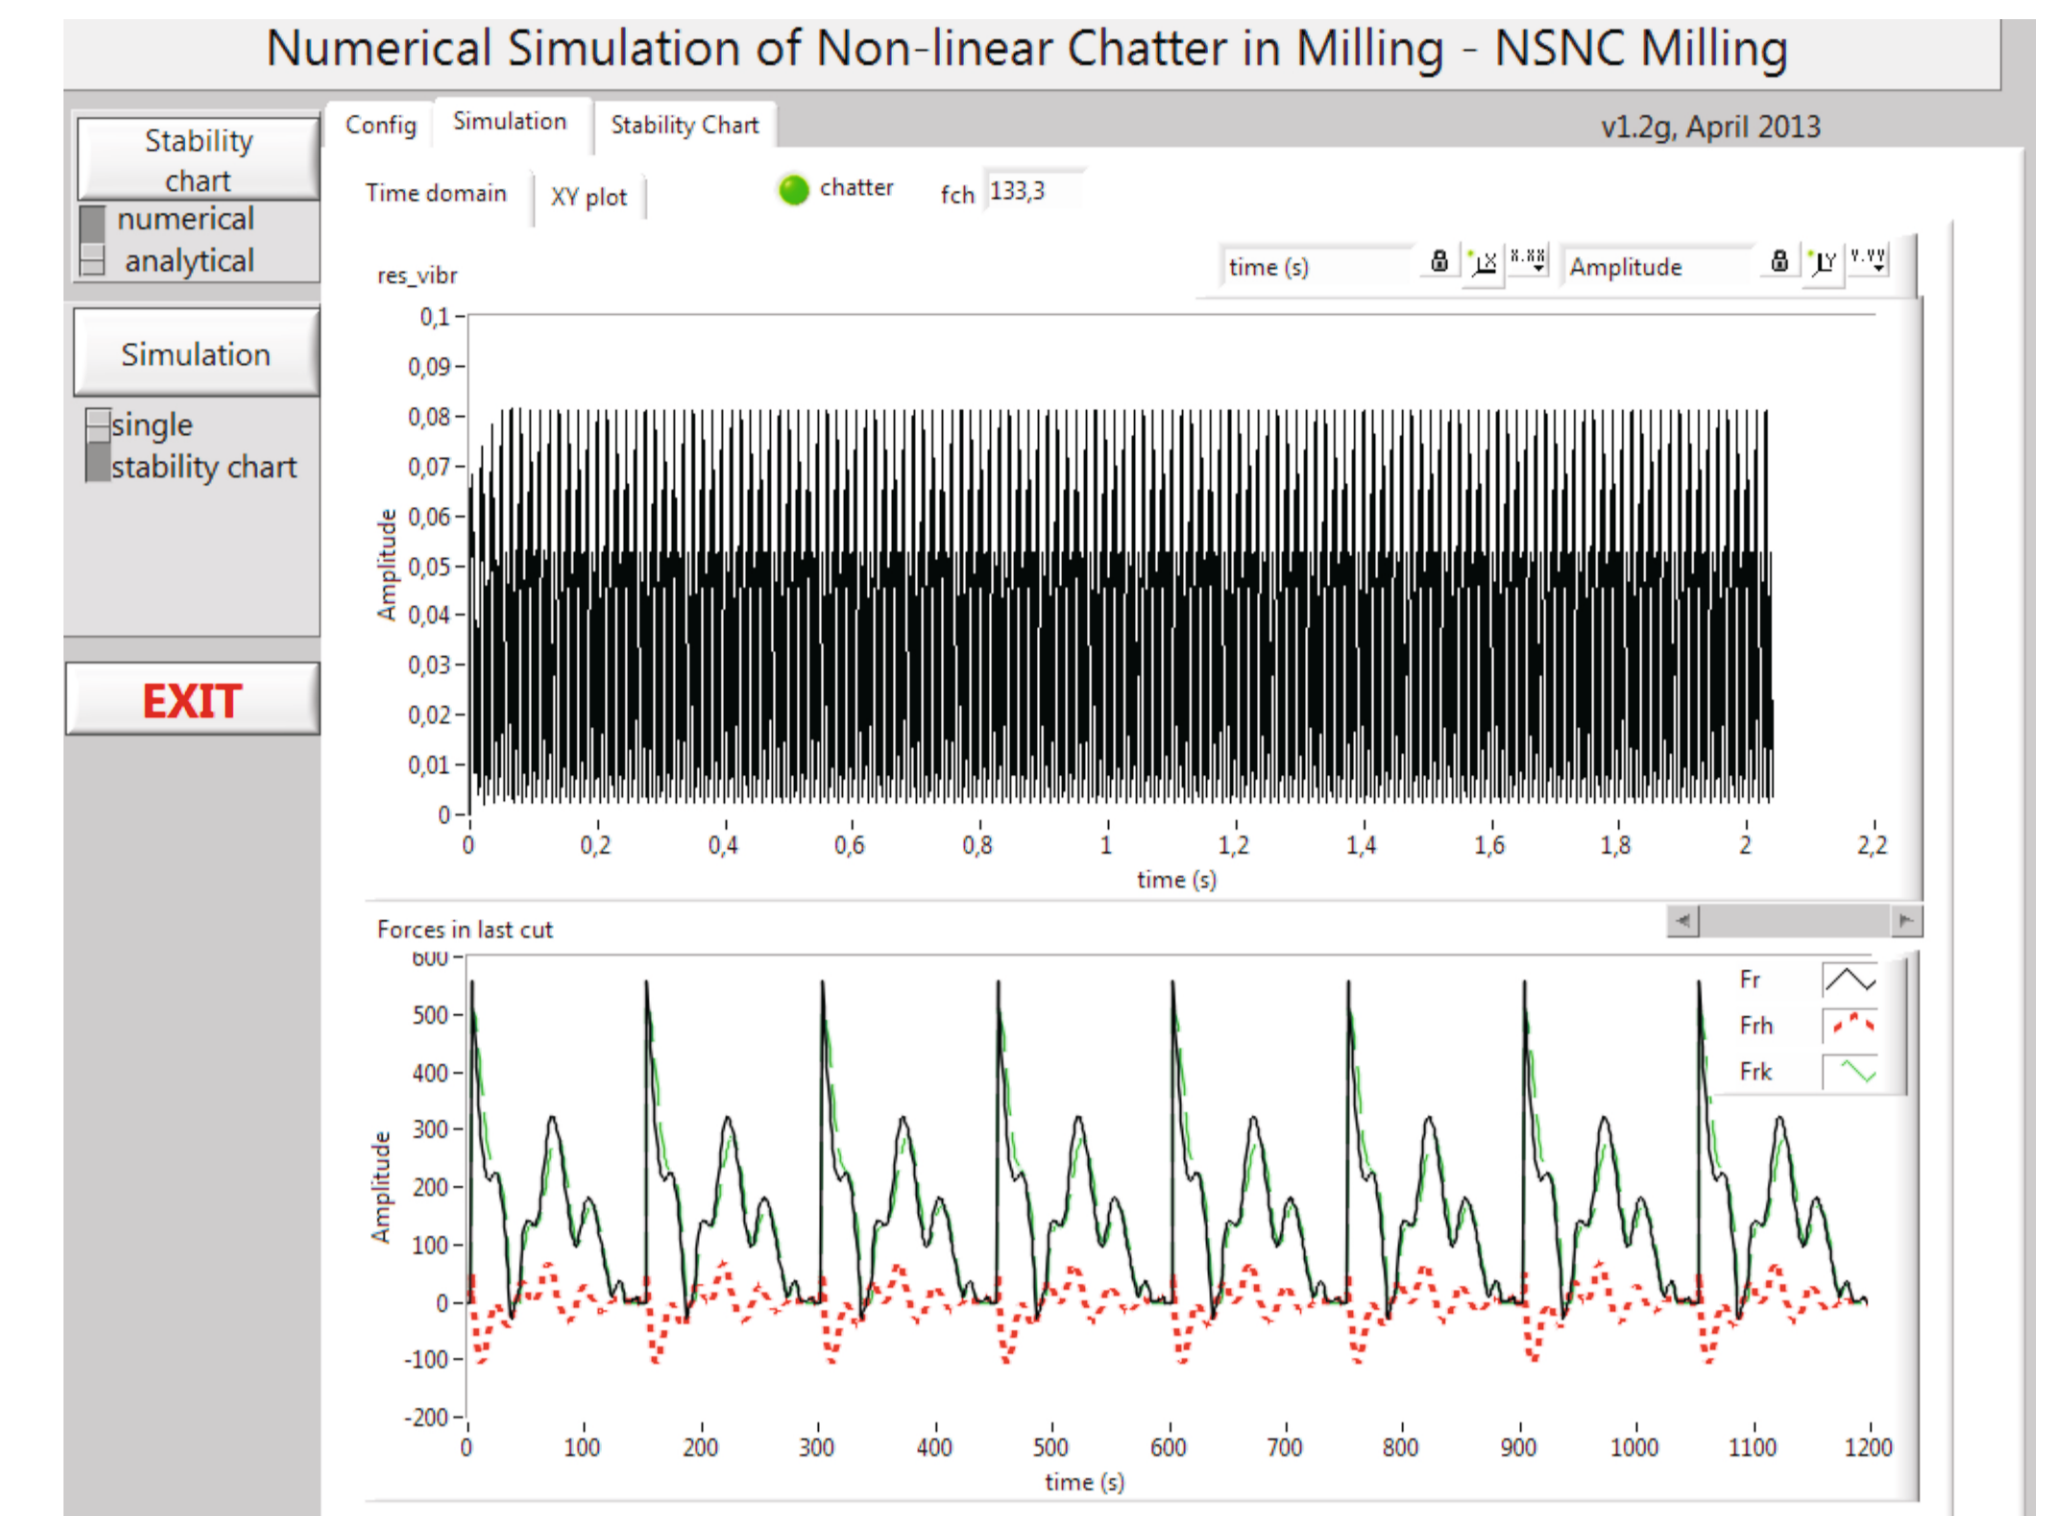 Numerical Simulation of Non-linear Chatter in Milling - NSNC Milling
Stability
chart
numerical
analytical
Simulation
single
stability chart
EXIT
Config
Simulation
Stability Chart
v1.2g, April 2013
Time domain
XY plot
chatter
fch
133,3
time (s)
X
X.XX
Amplitude
Y
Y.YY
res_vibr
0,1
0,09
0,08
0,07
0,06
0,05
0,04
0,03
0,02
0,01
0
Amplitude
0
0,2
0,4
0,6
0,8
1
1,2
1,4
1,6
1,8
2
2,2
time (s)
Forces in last cut
600
500
400
300
200
100
0
-100
-200
Amplitude
Fr
Frh
Frk
0
100
200
300
400
500
600
700
800
900
1000
1100
1200
time (s)